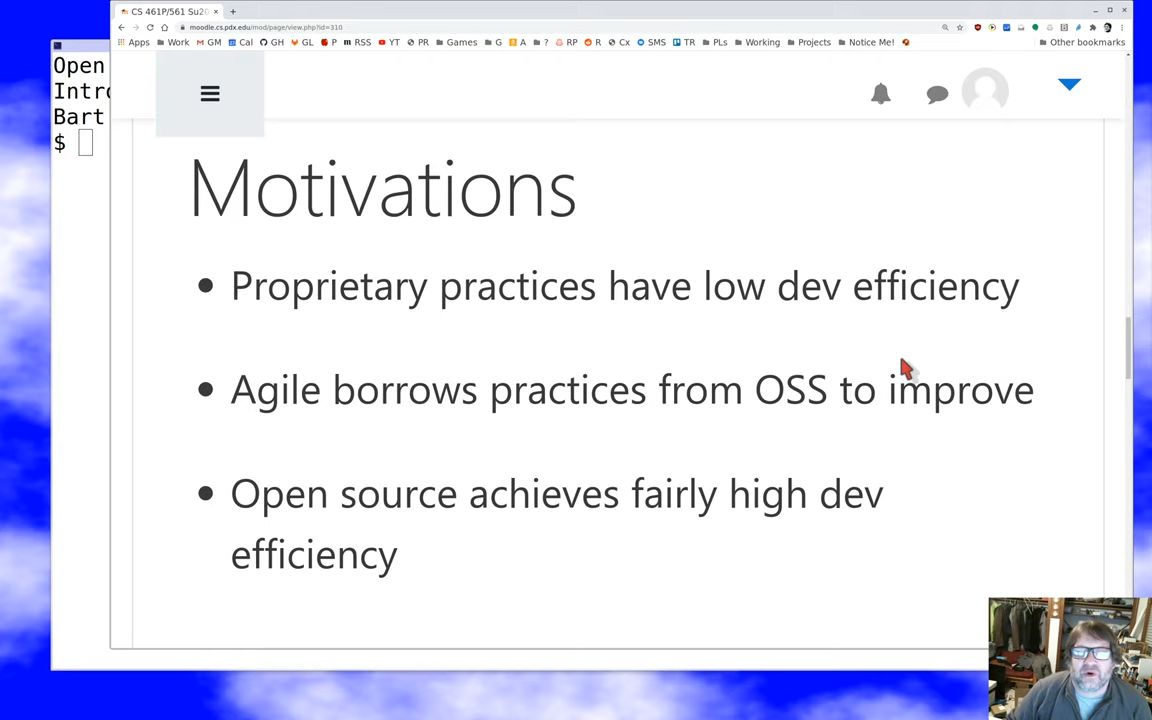 CS 461P/561 Su20
moodle.cs.pdx.edu/mod/page/view.php?id=310
Apps Work GM Cal GH GL P RSS YT PR Games G A ? RP R Cx SMS TR PLs Working Projects Notice Me! Other bookmarks
Open
Intro
Bart
$
Motivations
• Proprietary practices have low dev efficiency
• Agile borrows practices from OSS to improve
• Open source achieves fairly high dev
efficiency